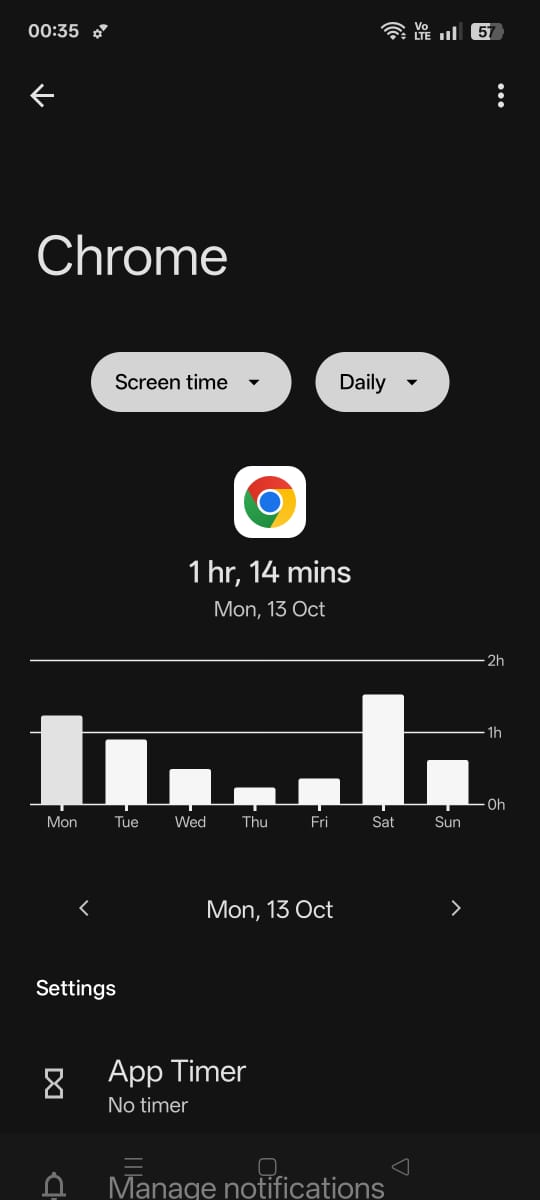 00:35
Vo
LTE
57
Chrome
Screen time
Daily
1 hr, 14 mins
Mon, 13 Oct
2h
1h
0h
Mon Tue Wed Thu Fri Sat Sun
Mon, 13 Oct
Settings
App Timer
No timer
Manage notifications